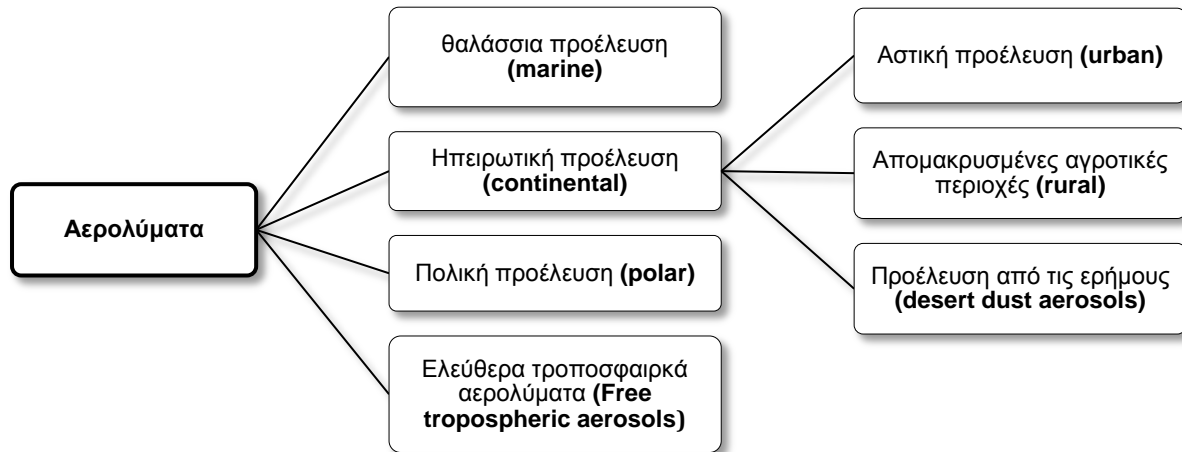 Αερολύματα
θαλάσσια προέλευση
(marine)
Ηπειρωτική προέλευση
(continental)
Πολική προέλευση (polar)
Ελεύθερα τροποσφαιρκά
αερολύματα (Free
tropospheric aerosols)
Αστική προέλευση (urban)
Απομακρυσμένες αγροτικές
περιοχές (rural)
Προέλευση από τις ερήμους
(desert dust aerosols)